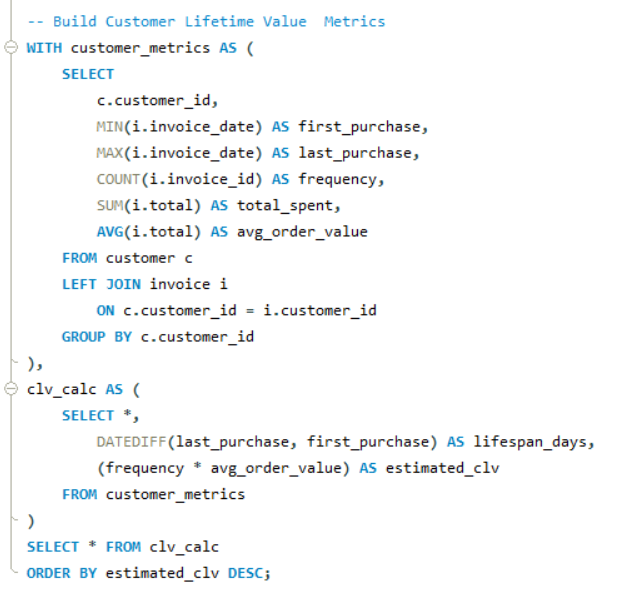 -- Build Customer Lifetime Value  Metrics
WITH customer_metrics AS (
    SELECT
        c.customer_id,
        MIN(i.invoice_date) AS first_purchase,
        MAX(i.invoice_date) AS last_purchase,
        COUNT(i.invoice_id) AS frequency,
        SUM(i.total) AS total_spent,
        AVG(i.total) AS avg_order_value
    FROM customer c
    LEFT JOIN invoice i
        ON c.customer_id = i.customer_id
    GROUP BY c.customer_id
),
clv_calc AS (
    SELECT *,
        DATEDIFF(last_purchase, first_purchase) AS lifespan_days,
        (frequency * avg_order_value) AS estimated_clv
    FROM customer_metrics
)
SELECT * FROM clv_calc
ORDER BY estimated_clv DESC;